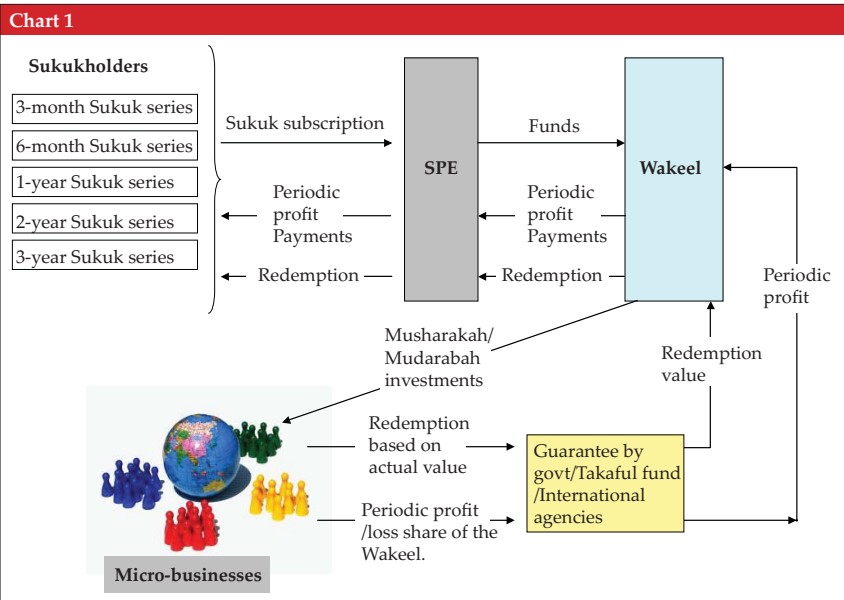 Chart 1
Sukukholders
3-month Sukuk series
6-month Sukuk series
1-year Sukuk series
2-year Sukuk series
3-year Sukuk series
Sukuk subscription
Periodic
profit
Payments
Redemption
SPE
Funds
Periodic
profit
Payments
Redemption
Wakeel
Periodic
profit
Redemption
value
Musharakah/
Mudarabah
investments
Redemption
based on
actual value
Periodic profit
/loss share of the
Wakeel.
Guarantee by
govt/Takaful fund
/International
agencies
Micro-businesses